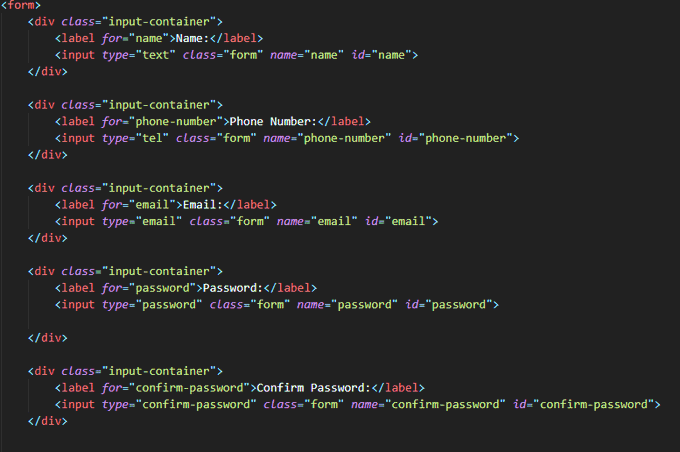 <form>
<div class="input-container">
<label for="name">Name:</label>
<input type="text" class="form" name="name" id="name">
</div>
<div class="input-container">
<label for="phone-number">Phone Number:</label>
<input type="tel" class="form" name="phone-number" id="phone-number">
</div>
<div class="input-container">
<label for="email">Email:</label>
<input type="email" class="form" name="email" id="email">
</div>
<div class="input-container">
<label for="password">Password:</label>
<input type="password" class="form" name="password" id="password">
</div>
<div class="input-container">
<label for="confirm-password">Confirm Password:</label>
<input type="confirm-password" class="form" name="confirm-password" id="confirm-password">
</div>